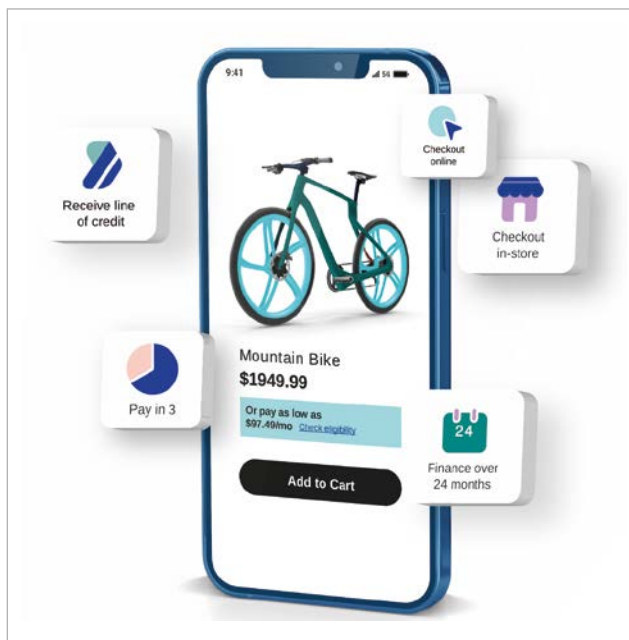 9:41
54
Checkout
online
Receive line
of credit
Checkout
in-store
Mountain Bike
$1949.99
Pay in 3
Or pay as low as
$97.49/mo Check eligibility
24
Finance over
24 months
Add to Cart